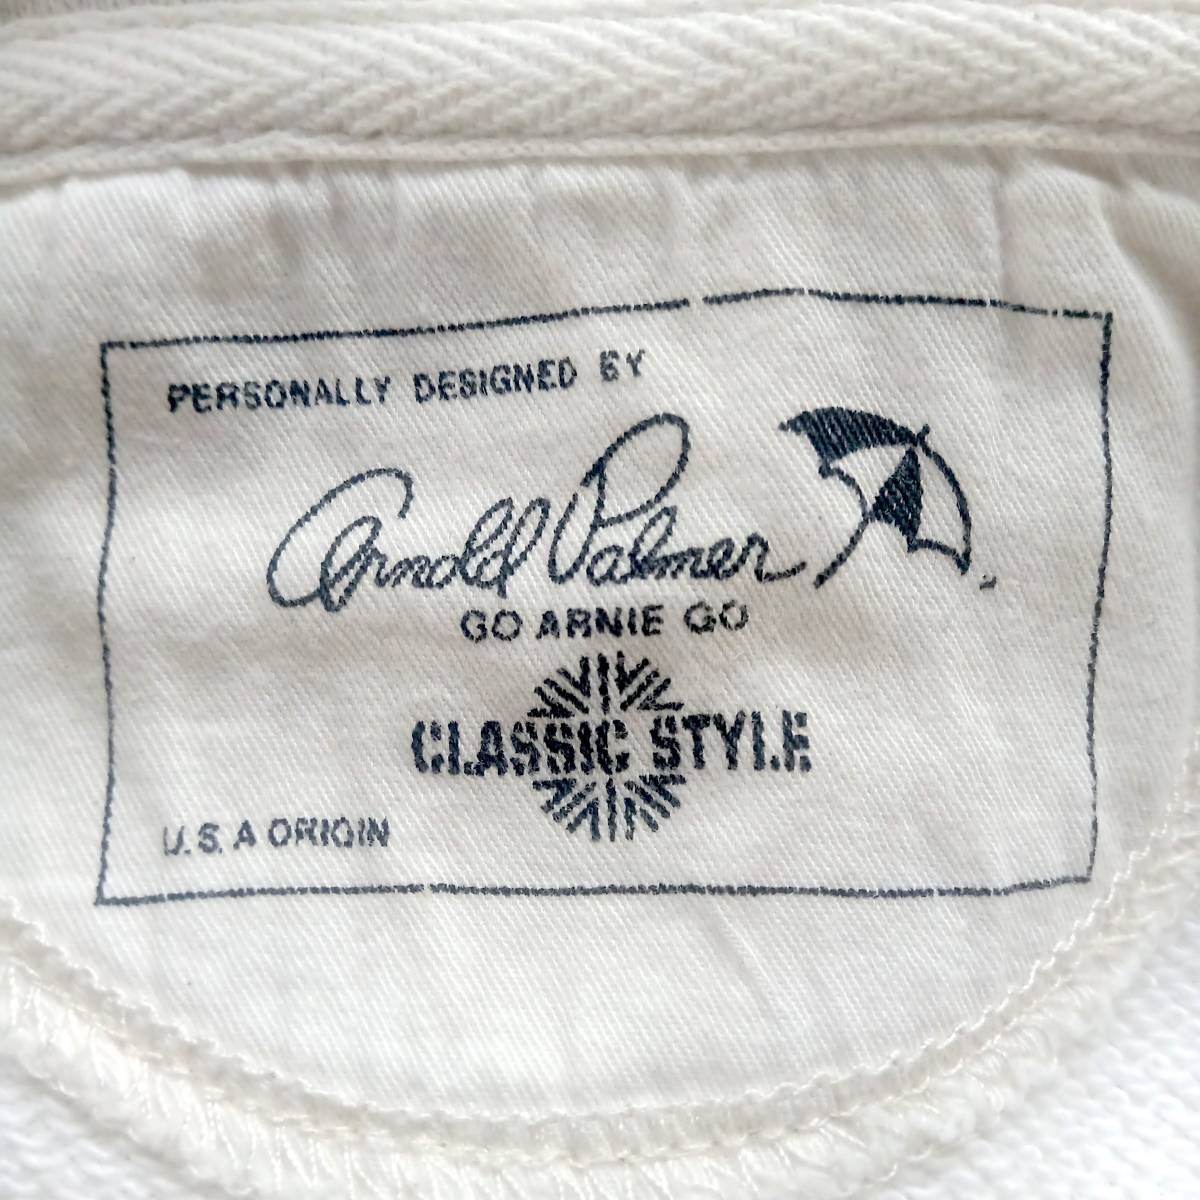 PERSONALLY DESIGNED BY
Arnold Palmer
GO ARNIE GO
CLASSIC STYLE
U.S.A ORIGIN